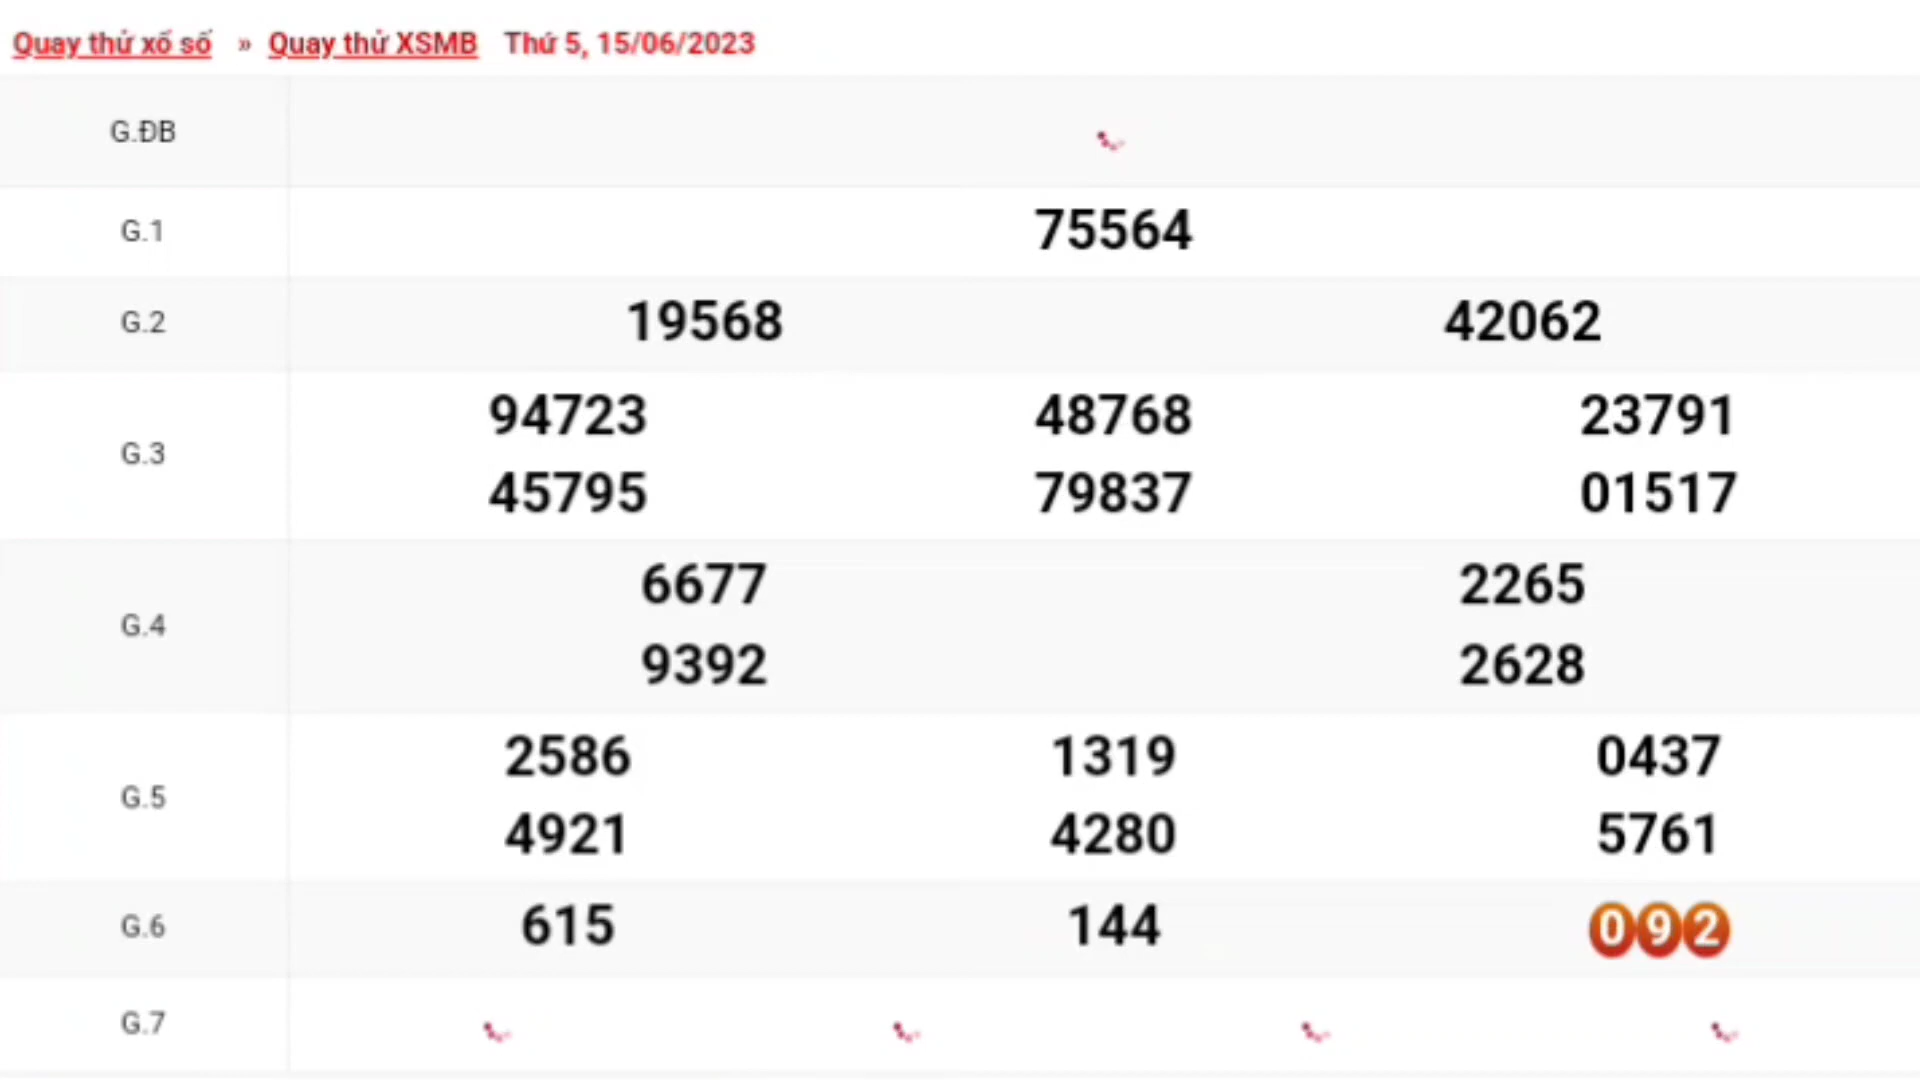 Quay thử xổ số » Quay thử XSMB Thứ 5, 15/06/2023
G.ĐB
G.1 75564
G.2 19568 42062
G.3 94723 48768 23791
45795 79837 01517
G.4 6677 2265
9392 2628
G.5 2586 1319 0437
4921 4280 5761
G.6 615 144 092
G.7